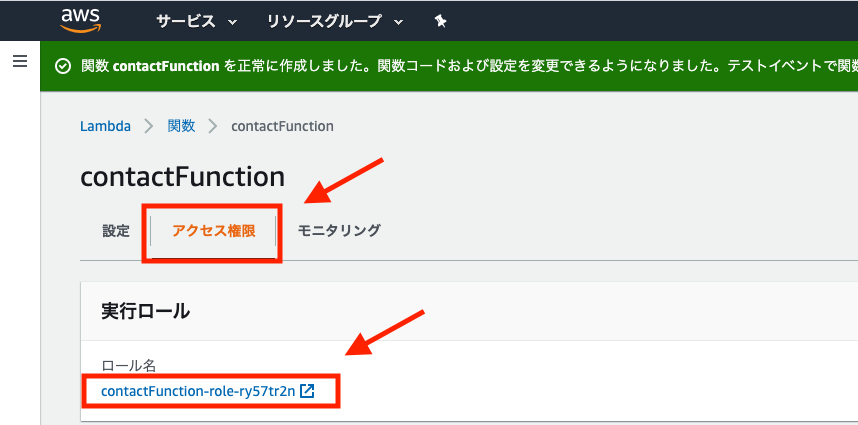 aws サービス リソースグループ
関数 contactFunction を正常に作成しました。関数コードおよび設定を変更できるようになりました。テストイベントで関数
Lambda > 関数 > contactFunction
contactFunction
設定 アクセス権限 モニタリング
実行ロール
ロール名
contactFunction-role-ry57tr2n